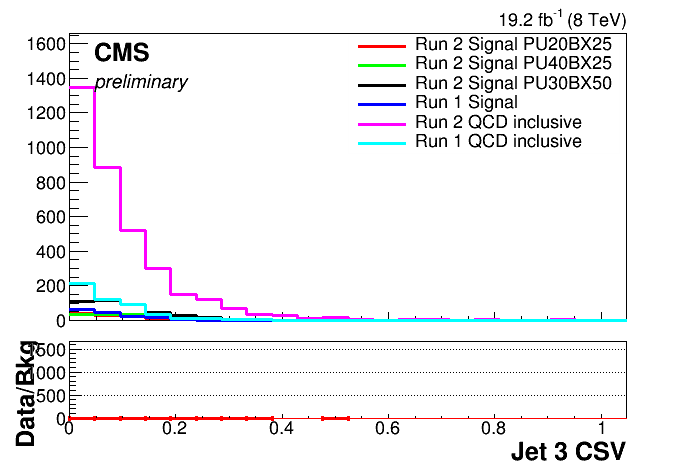 19.2 fb⁻¹ (8 TeV)
CMS
preliminary
Run 2 Signal PU20BX25
Run 2 Signal PU40BX25
Run 2 Signal PU30BX50
Run 1 Signal
Run 2 QCD inclusive
Run 1 QCD inclusive
1600
1400
1200
1000
800
600
400
200
0
Data/Bkg
1500
1000
500
0
0 0.2 0.4 0.6 0.8 1
Jet 3 CSV